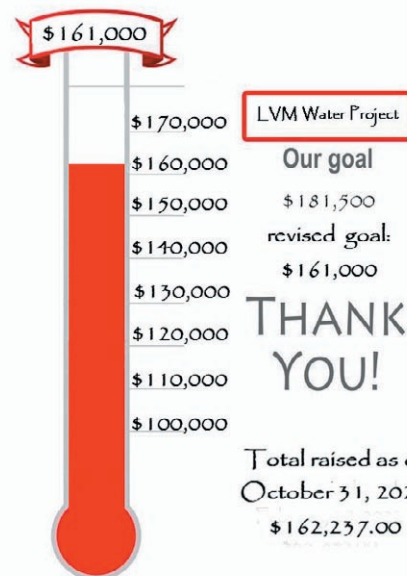 $161,000
$170,000
$160,000
$150,000
$140,000
$130,000
$120,000
$110,000
$100,000
LVM Water Project
Our goal
$181,500
revised goal:
$161,000
THANK
YOU!
Total raised as
October 31,
$162,237.00